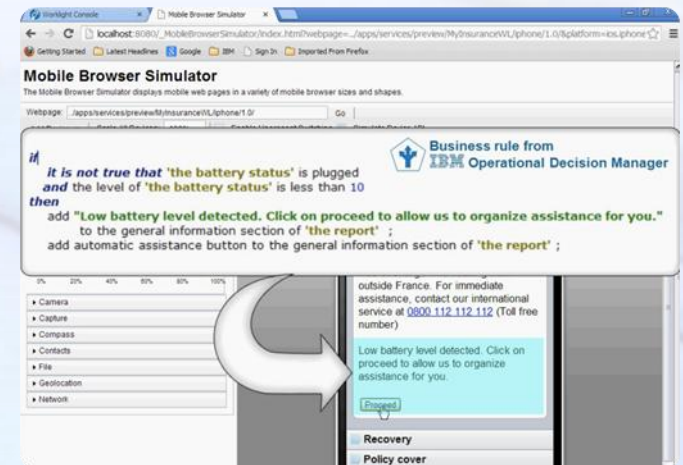 Worklight Console
Mobile Browser Simulator
localhost:8080/_MobileBrowserSimulator/index.html?webpage=../apps/services/preview/MyInsuranceWL/iphone/1.0/&platform=ios.iphone
Getting Started Latest Headlines Google IBM Sign In Imported From Firefox
Mobile Browser Simulator
The Mobile Browser Simulator displays mobile web pages in a variety of mobile browser sizes and shapes.
Webpage: ./apps/services/preview/MyInsuranceWL/iphone/1.0/ Go
Business rule from
IBM Operational Decision Manager
if
it is not true that 'the battery status' is plugged
and the level of 'the battery status' is less than 10
then
add "Low battery level detected. Click on proceed to allow us to organize assistance for you."
to the general information section of 'the report' ;
add automatic assistance button to the general information section of 'the report' ;
0% 20% 40% 60% 80% 100%
Camera
Capture
Compass
Contacts
File
Geolocation
Network
outside France. For immediate
assistance, contact our international
service at 0800 112 112 112 (Toll free
number)
Low battery level detected. Click on
proceed to allow us to organize
assistance for you.
Proceed
Recovery
Policy cover